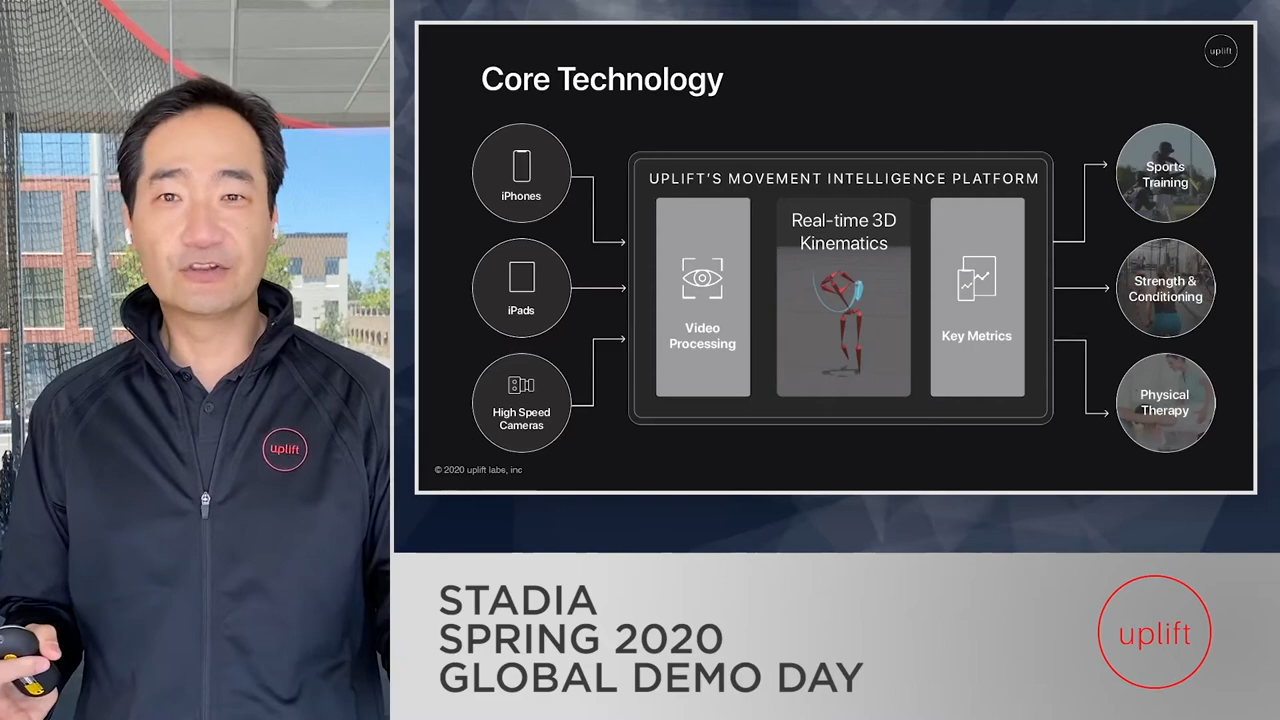 uplift
Core Technology
iPhones
iPads
High Speed
Cameras
UPLIFT'S MOVEMENT INTELLIGENCE PLATFORM
Video
Processing
Real-time 3D
Kinematics
Key Metrics
Sports
Training
Strength &
Conditioning
Physical
Therapy
© 2020 uplift labs, inc
uplift
STADIA
SPRING 2020
GLOBAL DEMO DAY
uplift